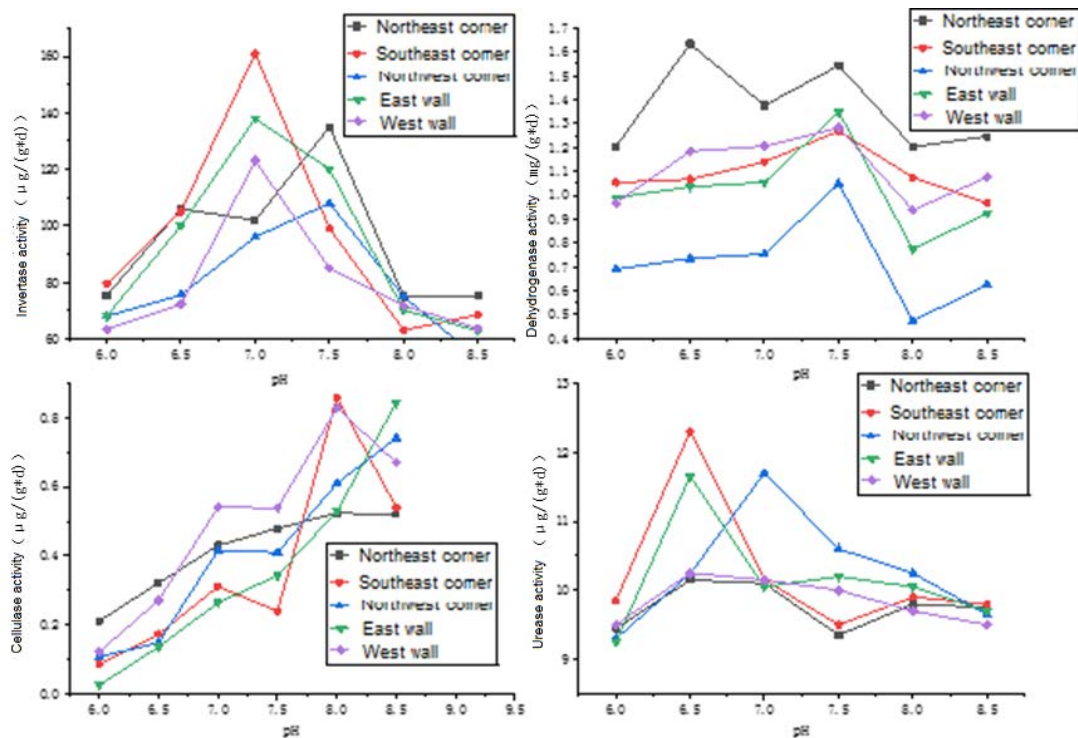 Northeast corner
Southeast corner
Northwest corner
East wall
West wall
160
140
120
100
80
60
6.0 6.5 7.0 7.5 8.0 8.5
pH
Invertase activity ( μg/(g*d))
Northeast corner
Southeast corner
Northwest corner
East wall
West wall
1.7
1.6
1.5
1.4
1.3
1.2
1.1
1.0
0.9
0.8
0.7
0.6
0.5
0.4
6.0 6.5 7.0 7.5 8.0 8.5
pH
Dehydrogenase activity (mg/(g*d))
0.8
0.6
0.4
0.2
0.0
Northeast corner
Southeast corner
Northwest corner
East wall
West wall
6.0 6.5 7.0 7.5 8.0 8.5 9.0 9.5
pH
Cellulase activity ( μg/(g*d))
Northeast corner
Southeast corner
Northwest corner
East wall
West wall
13
12
11
10
9
6.0 6.5 7.0 7.5 8.0 8.5
pH
Urease activity ( μg/(g*d))